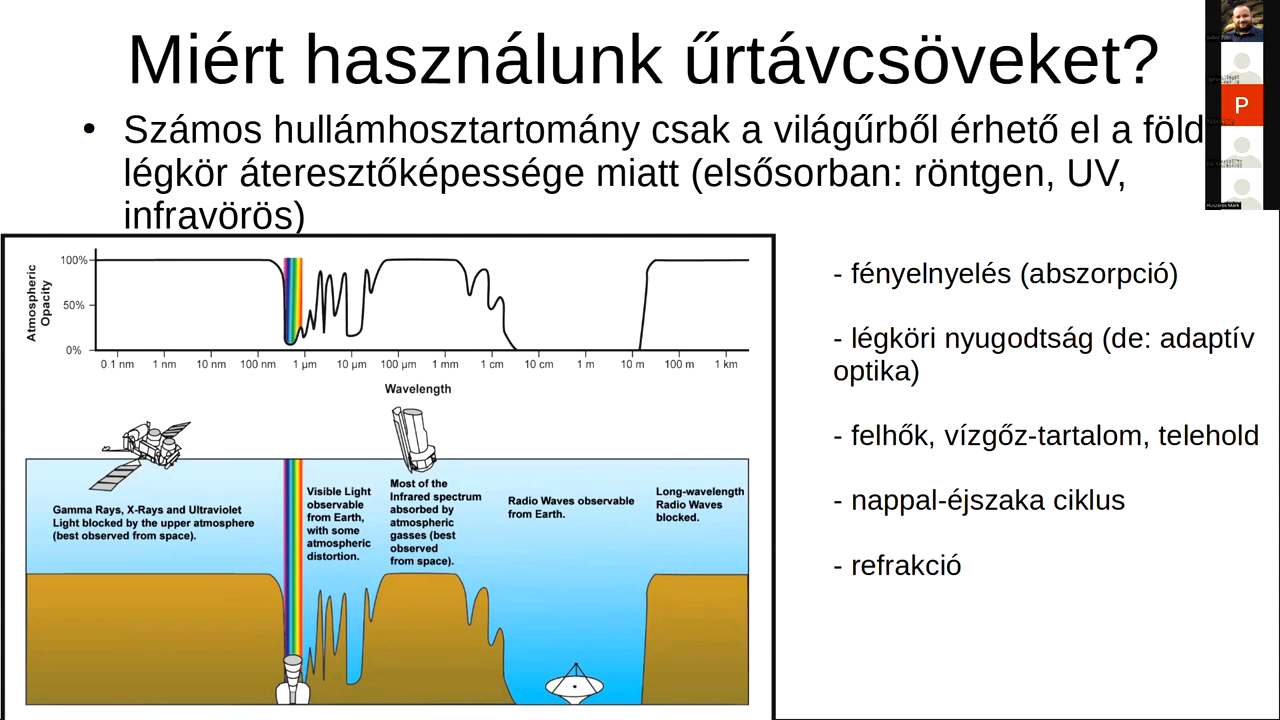 Miért használunk űrtávcsöveket?
• Számos hullámhosztartomány csak a világűrből érhető el a föld
légkör áteresztőképessége miatt (elsősorban: röntgen, UV,
infravörös)
P
Huszáros Márk
Atmospheric
Opacity
100%
50%
0%
0.1 nm 1 nm 10 nm 100 nm 1 µm 10 µm 100 µm 1 mm 1 cm 10 cm 1 m 10 m 100 m 1 km
Wavelength
Gamma Rays, X-Rays and Ultraviolet
Light blocked by the upper atmosphere
(best observed from space).
Visible Light
observable
from Earth,
with some
atmospheric
distortion.
Most of the
Infrared spectrum
absorbed by
atmospheric
gasses (best
observed
from space).
Radio Waves observable
from Earth.
Long-wavelength
Radio Waves
blocked.
- fényelnyelés (abszorpció)
- légköri nyugodtság (de: adaptív
optika)
- felhők, vízgőz-tartalom, telehold
- nappal-éjszaka ciklus
- refrakció